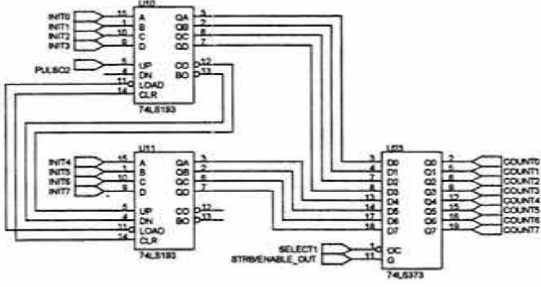 U10
INIT0 15 A QA 3
INIT1 1 B QB 2
INIT2 10 C QC 6
INIT3 9 D QD 7
PULSO2 5 UP CO 12
4 DN BO 13
11 LOAD
14 CLR
74LS193
U11
INIT4 15 A QA 3
INIT5 1 B QB 2
INIT6 10 C QC 6
INIT7 9 D QD 7
5 UP CO 12
4 DN BO 13
11 LOAD
14 CLR
74LS193
3 D0 Q0 2 COUNT0
4 D1 Q1 5 COUNT1
7 D2 Q2 6 COUNT2
8 D3 Q3 9 COUNT3
13 D4 Q4 12 COUNT4
14 D5 Q5 15 COUNT5
17 D6 Q6 16 COUNT6
18 D7 Q7 19 COUNT7
SELECT1 1 OC
STRB/ENABLE_OUT 11 G
74LS373